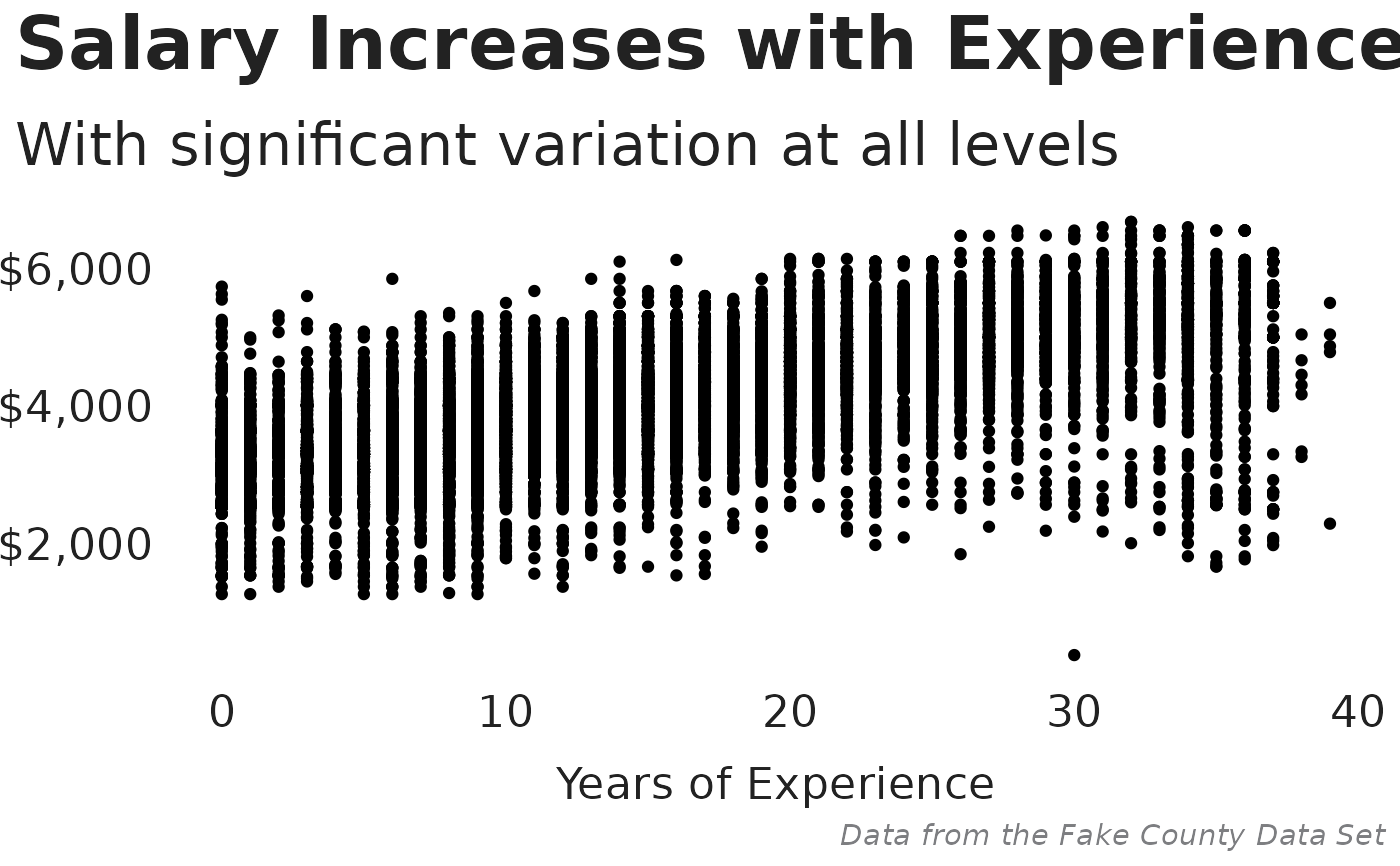 Salary Increases with Experience
With significant variation at all levels
$6,000
$4,000
$2,000
0 10 20 30 40
Years of Experience
Data from the Fake County Data Set